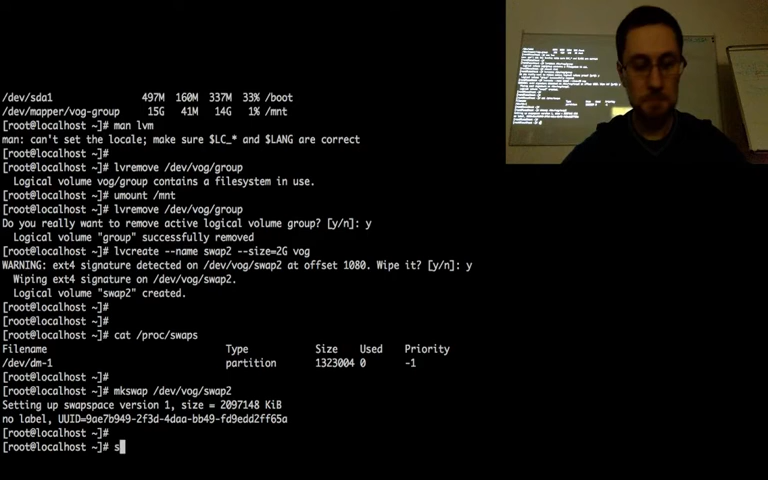 /dev/sda1 497M 160M 337M 33% /boot
/dev/mapper/vog-group 15G 41M 14G 1% /mnt
[root@localhost ~]# man lvm
man: can't set the locale; make sure $LC_* and $LANG are correct
[root@localhost ~]#
[root@localhost ~]# lvremove /dev/vog/group
Logical volume vog/group contains a filesystem in use.
[root@localhost ~]# umount /mnt
[root@localhost ~]# lvremove /dev/vog/group
Do you really want to remove active logical volume group? [y/n]: y
Logical volume "group" successfully removed
[root@localhost ~]# lvcreate --name swap2 --size=2G vog
WARNING: ext4 signature detected on /dev/vog/swap2 at offset 1080. Wipe it? [y/n]: y
Wiping ext4 signature on /dev/vog/swap2.
Logical volume "swap2" created.
[root@localhost ~]#
[root@localhost ~]#
[root@localhost ~]# cat /proc/swaps
Filename Type Size Used Priority
/dev/dm-1 partition 1323004 0 -1
[root@localhost ~]#
[root@localhost ~]# mkswap /dev/vog/swap2
Setting up swapspace version 1, size = 2097148 KiB
no label, UUID=9ae7b949-2f3d-4daa-bb49-fd9edd2ff65a
[root@localhost ~]#
[root@localhost ~]# s